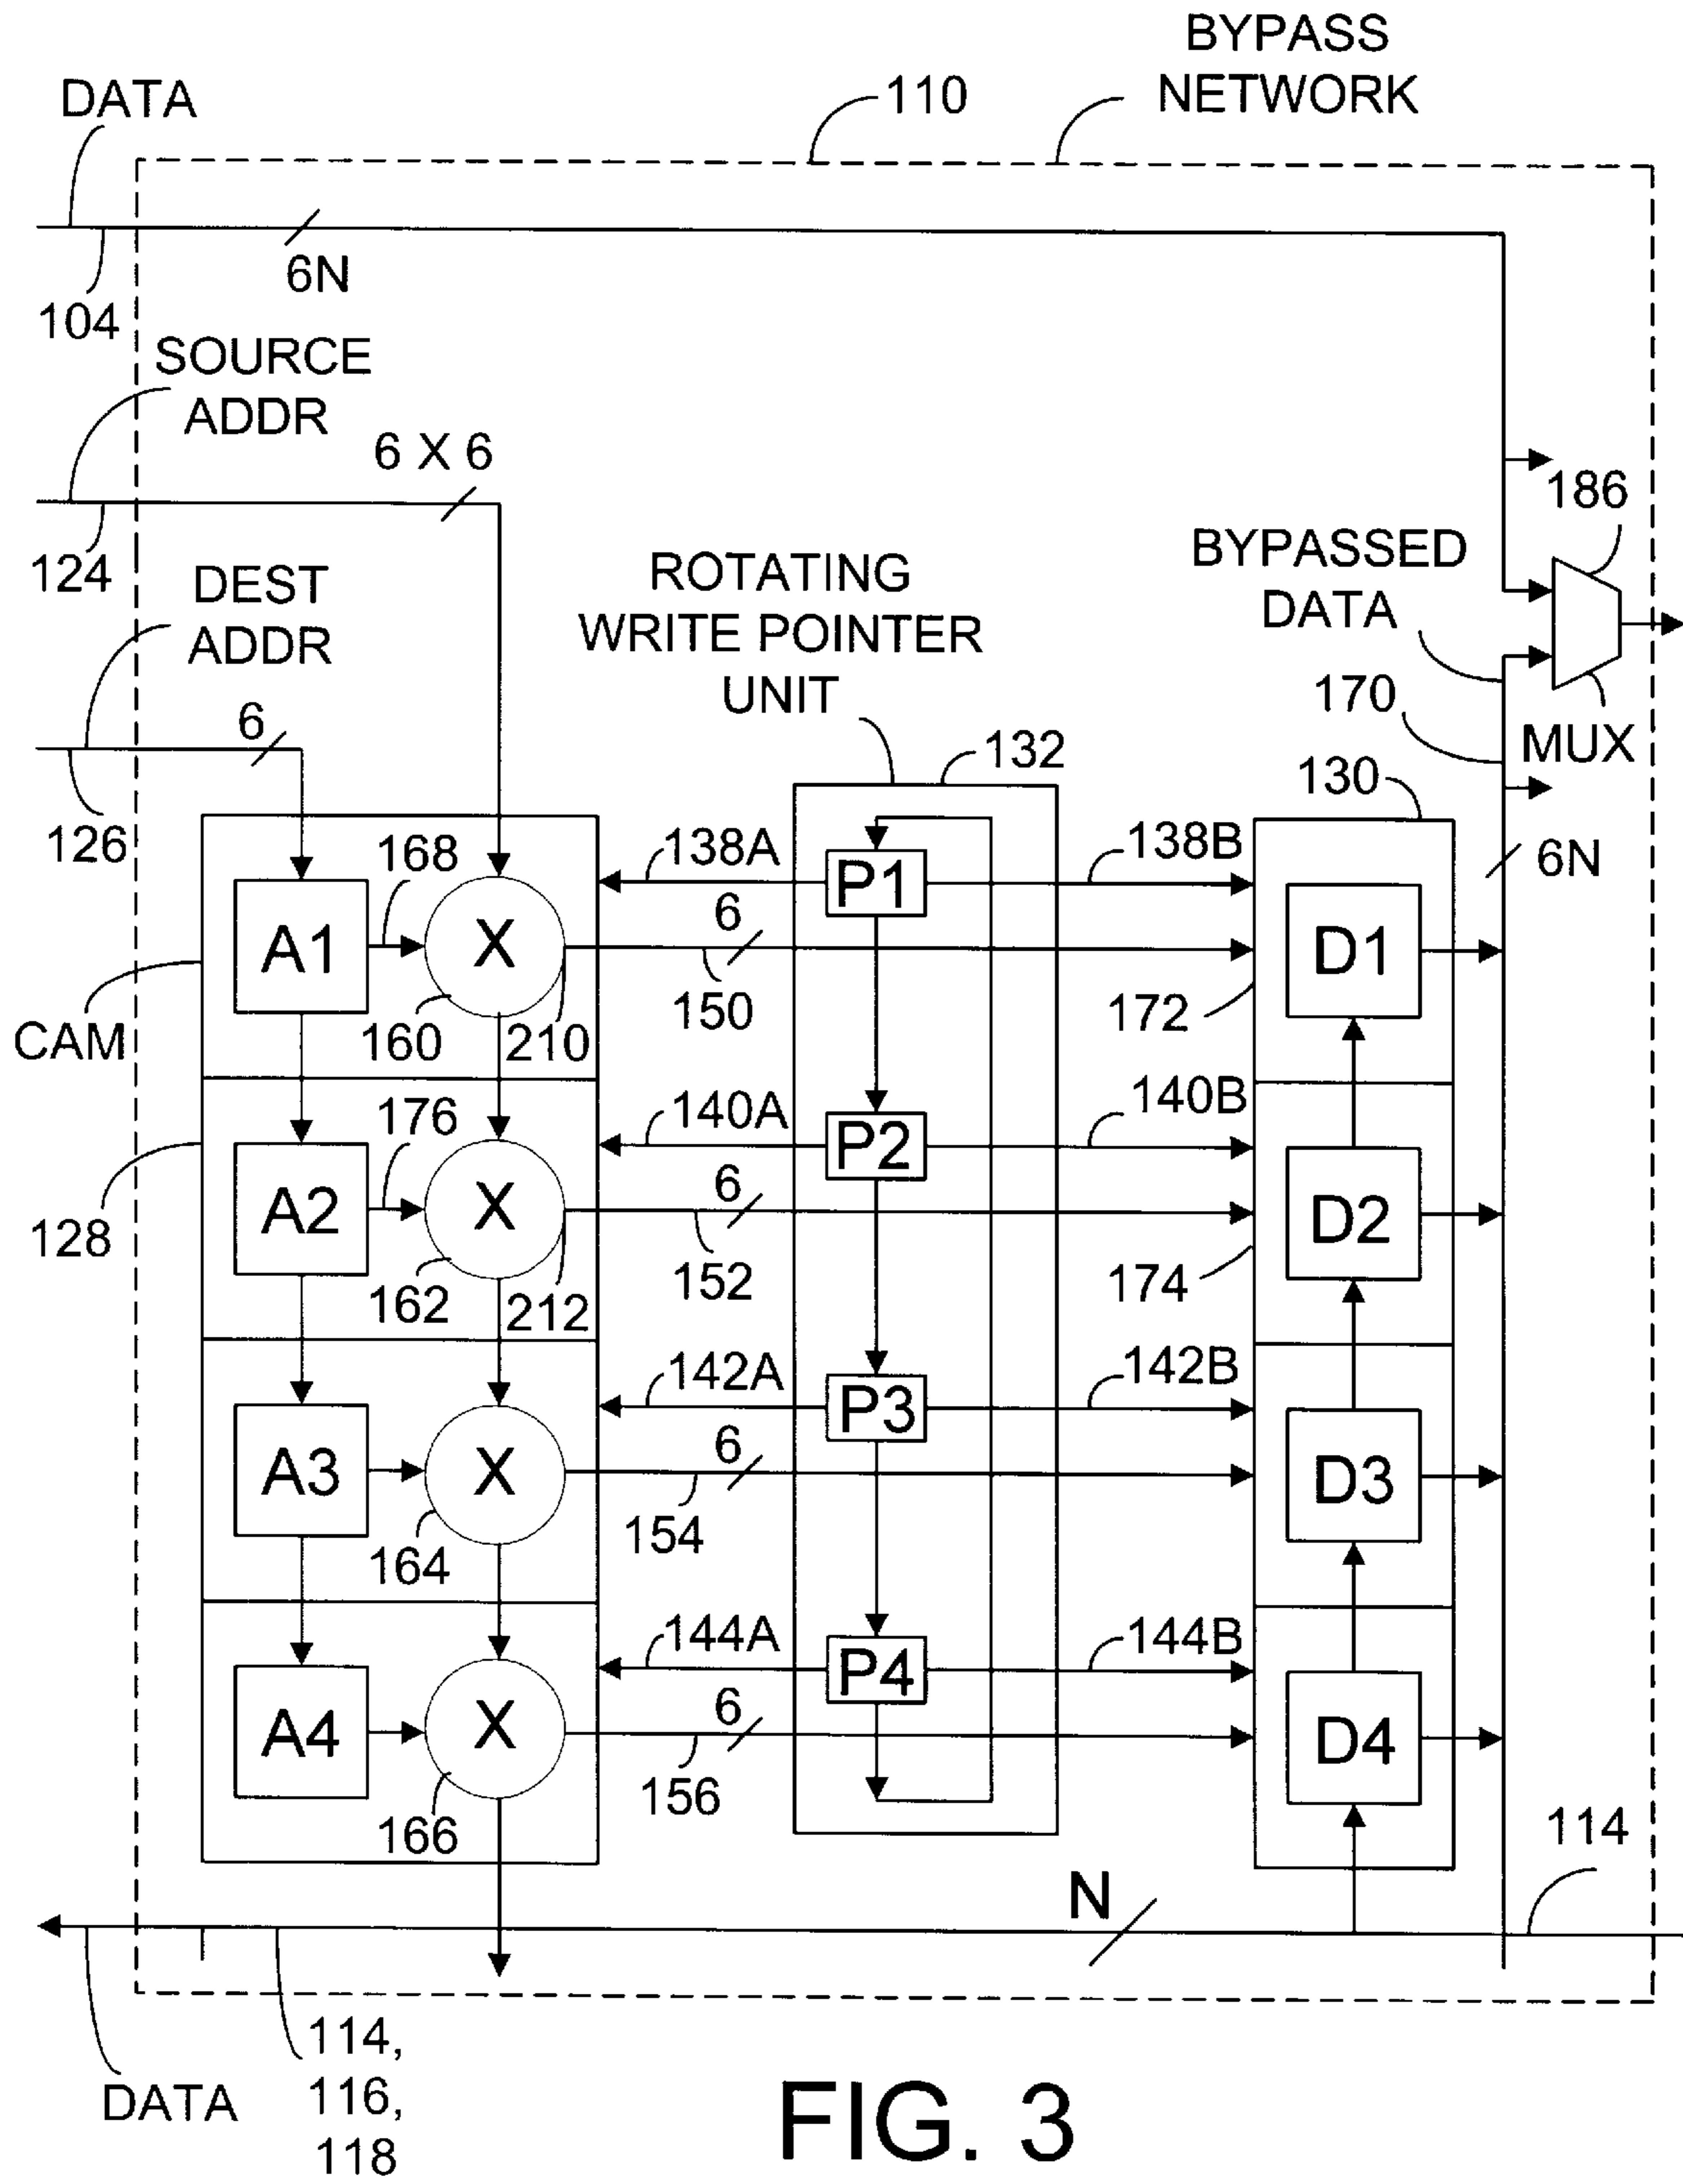 BYPASS
NETWORK
110
DATA
6N
104
SOURCE
ADDR
6 X 6
124
186
BYPASSED
DATA
DEST
ADDR
ROTATING
WRITE POINTER
UNIT
170
6
MUX
132
130
126
168
138A
P1
138B
6N
6
A1
X
D1
CAM
160
210
150
172
176
140A
P2
140B
6
A2
X
D2
128
162
212
152
174
142A
P3
142B
6
A3
X
D3
164
154
144A
P4
144B
6
A4
X
D4
166
156
N
114
114,
116,
118
DATA
FIG. 3